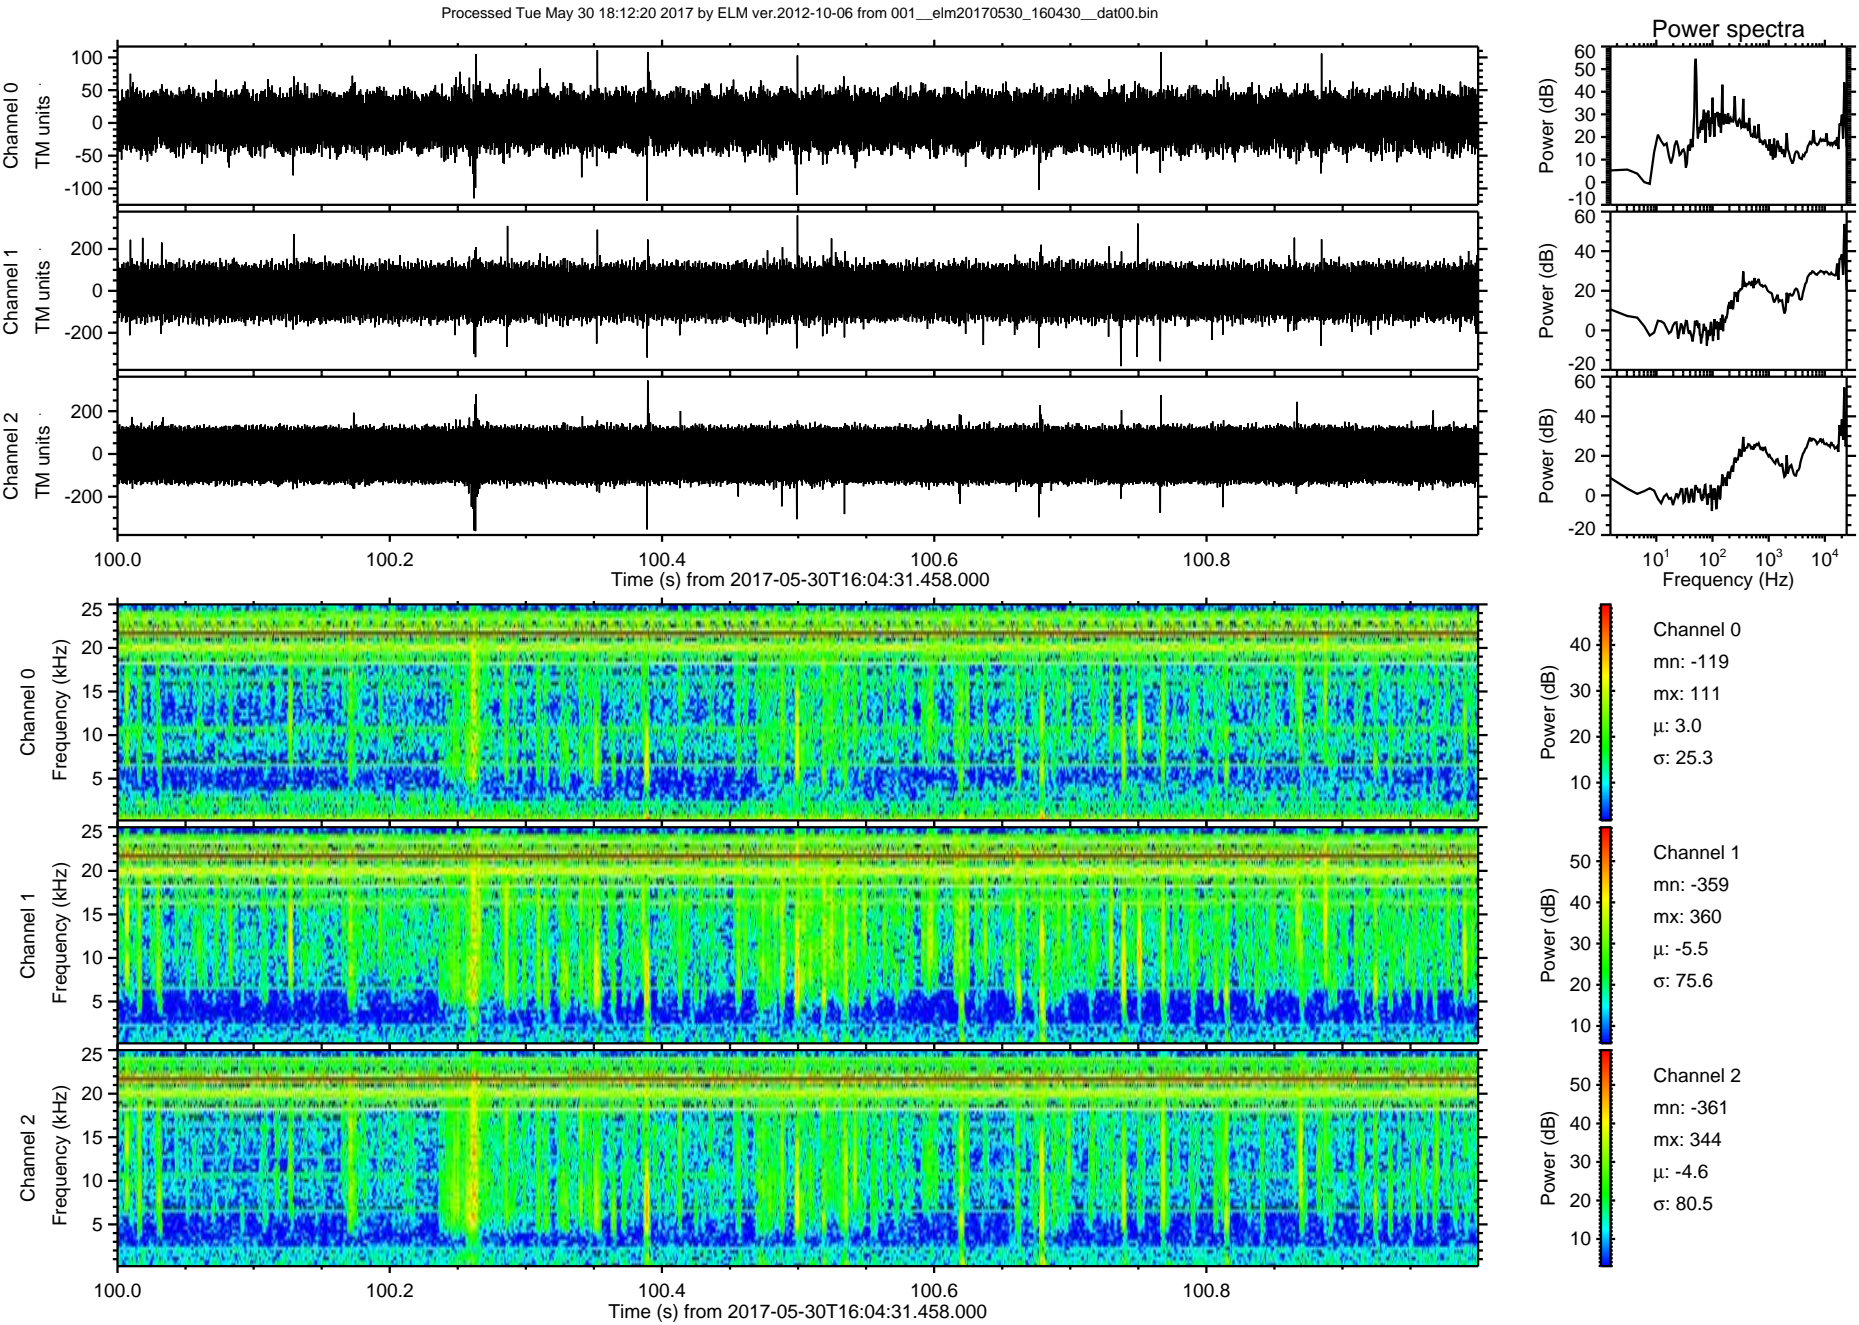 Processed Tue May 30 18:12:20 2017 by ELM ver.2012-10-06 from 001__elm20170530_160430__dat00.bin
Power spectra
Channel 0
TM units
100
50
0
-50
-100
Power (dB)
60
50
40
30
20
10
0
-10
Channel 1
TM units
200
0
-200
Power (dB)
60
40
20
0
-20
Channel 2
TM units
200
0
-200
Power (dB)
60
40
20
0
-20
100.0 100.2 100.4 100.6 100.8
Time (s) from 2017-05-30T16:04:31.458.000
10^1 10^2 10^3 10^4
Frequency (Hz)
Channel 0
Frequency (kHz)
25
20
15
10
5
Power (dB)
40
30
20
10
Channel 0
mn: -119
mx: 111
µ: 3.0
σ: 25.3
Channel 1
Frequency (kHz)
25
20
15
10
5
Power (dB)
50
40
30
20
10
Channel 1
mn: -359
mx: 360
µ: -5.5
σ: 75.6
Channel 2
Frequency (kHz)
25
20
15
10
5
Power (dB)
50
40
30
20
10
Channel 2
mn: -361
mx: 344
µ: -4.6
σ: 80.5
100.0 100.2 100.4 100.6 100.8
Time (s) from 2017-05-30T16:04:31.458.000